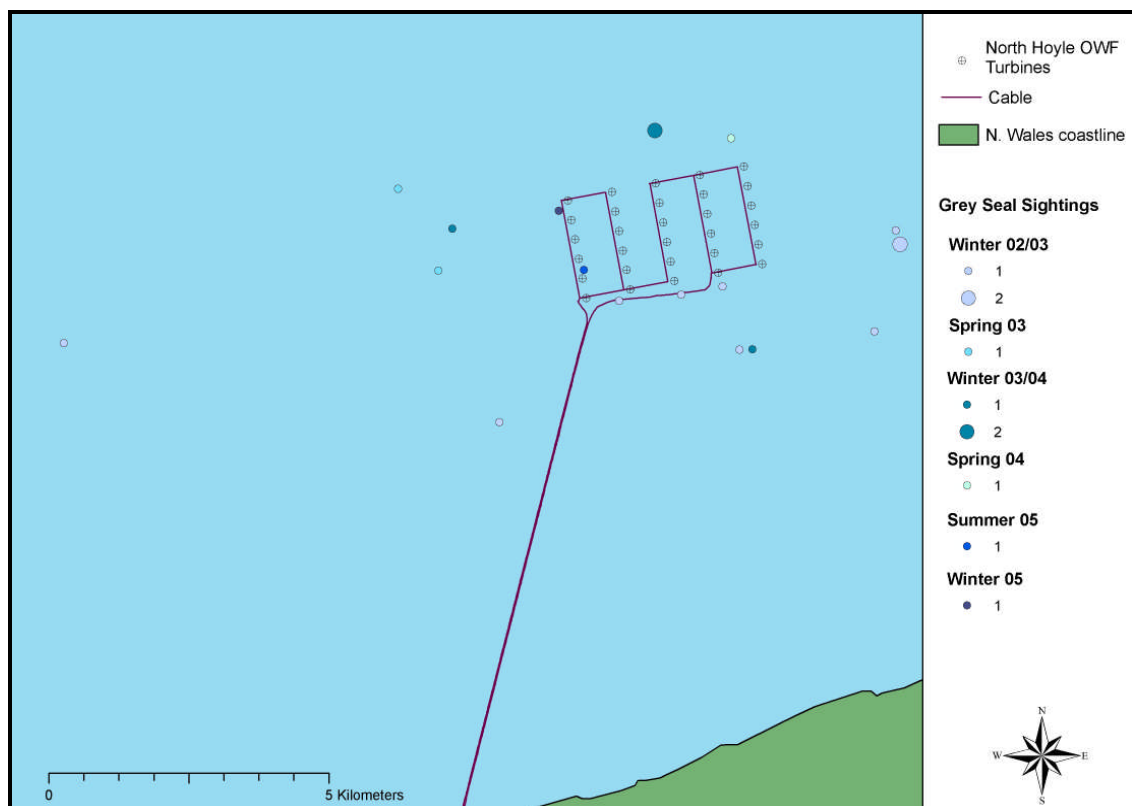 North Hoyle OWF
Turbines
Cable
N. Wales coastline
Grey Seal Sightings
Winter 02/03
1
2
Spring 03
1
Winter 03/04
1
2
Spring 04
1
Summer 05
1
Winter 05
1
N
W E
S
0 5 Kilometers